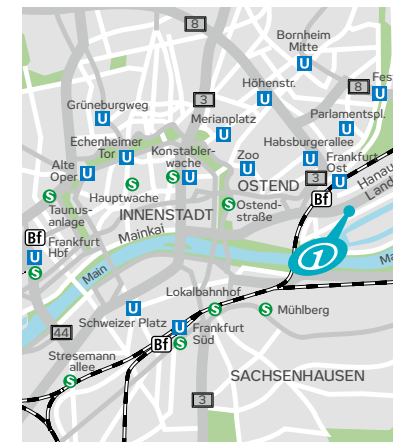 8
Bornheim
Mitte
Höhenstr.
8
Fes
U
U
U
3
Grüneburgweg
U
Merianplatz
U
Parlamentspl.
U
Echenheimer
Tor
U
Konstabler-
wache
S
U
Zoo
U
Habsburgerallee
U
Alte
Oper
U
Hauptwache
S
OSTEND
3
Frankfurt
Ost
U
Bf
Hanau
Land
S
Taunus-
anlage
INNENSTADT
S
Ostend-
straße
Bf
U
Frankfurt
Hbf
S
Mainkai
Main
1
Ma
Lokalbahnhof
S
S
Mühlberg
U
Schweizer Platz
U
Frankfurt
Süd
S
Bf
44
Stresemann
allee
S
SACHSENHAUSEN
3